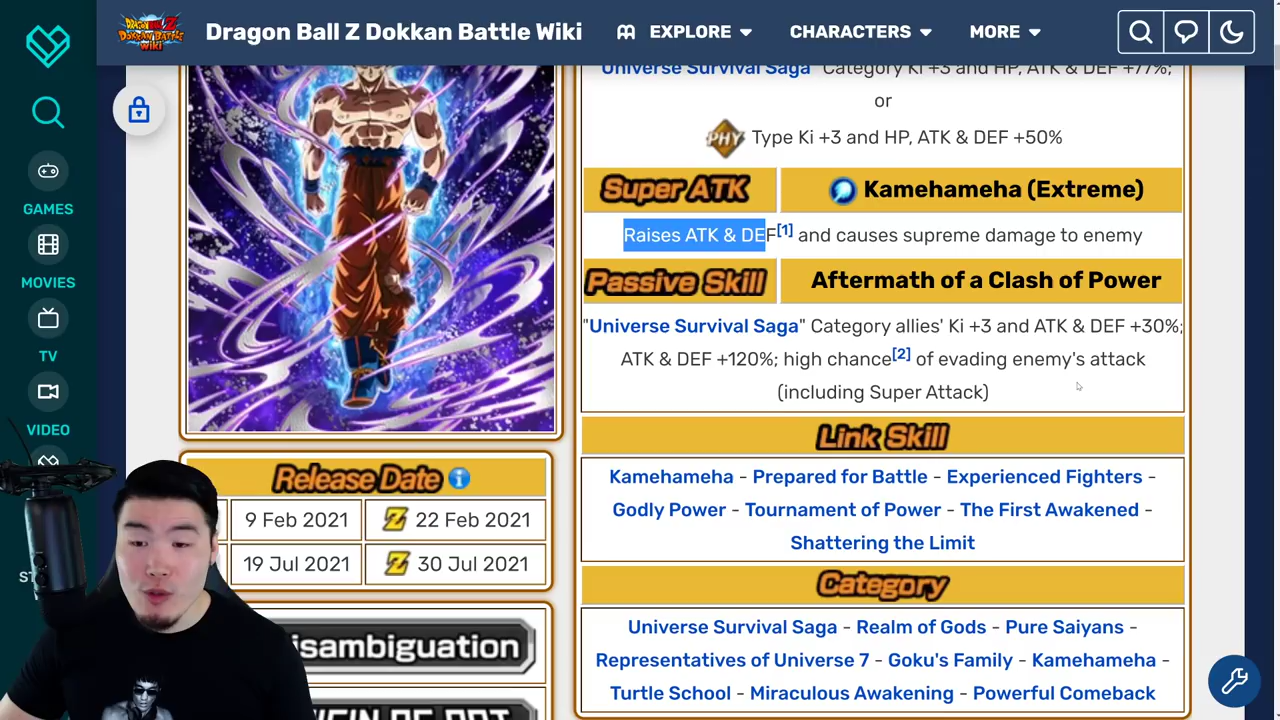 DRAGON BALL Z DOKKAN BATTLE WIKI
Dragon Ball Z Dokkan Battle Wiki
EXPLORE
CHARACTERS
MORE
GAMES
MOVIES
TV
VIDEO
"Universe Survival Saga" Category Ki +3 and HP, ATK & DEF +77%;
or
PHY Type Ki +3 and HP, ATK & DEF +50%
Super ATK
Kamehameha (Extreme)
Raises ATK & DEF[1] and causes supreme damage to enemy
Passive Skill
Aftermath of a Clash of Power
"Universe Survival Saga" Category allies' Ki +3 and ATK & DEF +30%;
ATK & DEF +120%; high chance[2] of evading enemy's attack
(including Super Attack)
Link Skill
Kamehameha - Prepared for Battle - Experienced Fighters -
Godly Power - Tournament of Power - The First Awakened -
Shattering the Limit
Category
Universe Survival Saga - Realm of Gods - Pure Saiyans -
Representatives of Universe 7 - Goku's Family - Kamehameha -
Turtle School - Miraculous Awakening - Powerful Comeback
Release Date
9 Feb 2021
Z 22 Feb 2021
19 Jul 2021
Z 30 Jul 2021
isambiguation